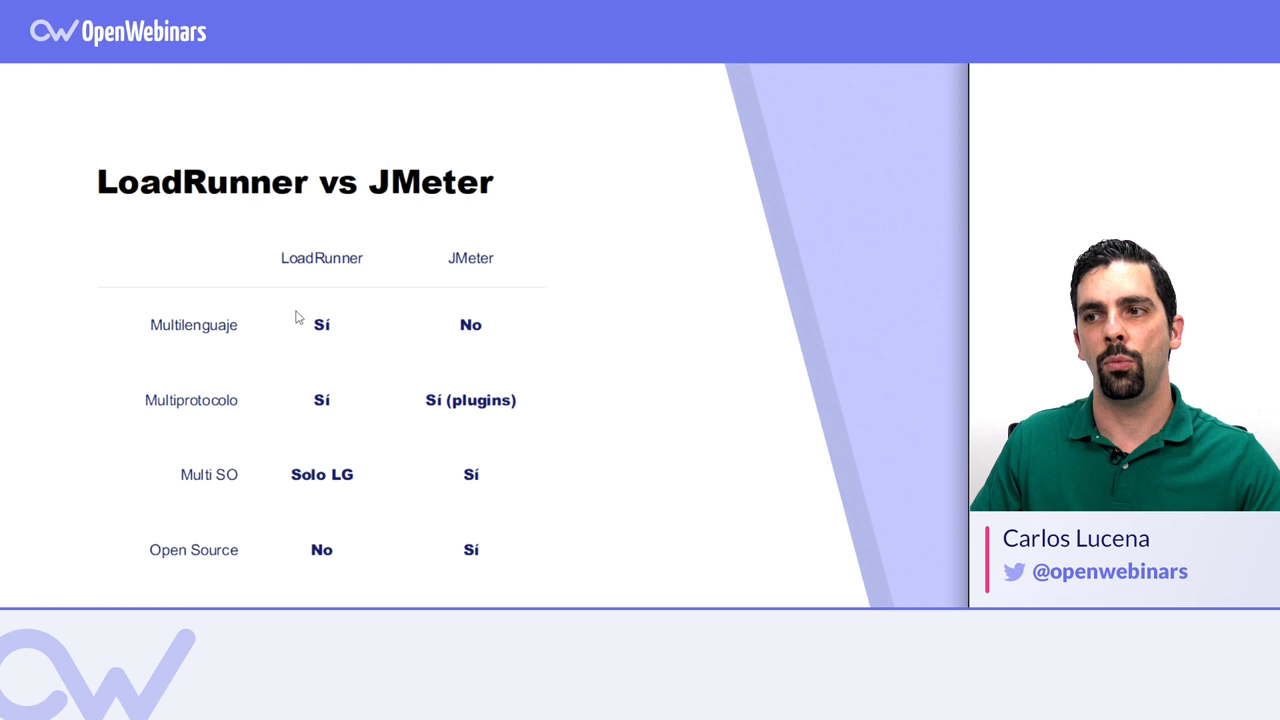 OpenWebinars
LoadRunner vs JMeter
LoadRunner JMeter
Multilenguaje Sí No
Multiprotocolo Sí Sí (plugins)
Multi SO Solo LG Sí
Open Source No Sí
Carlos Lucena
@openwebinars